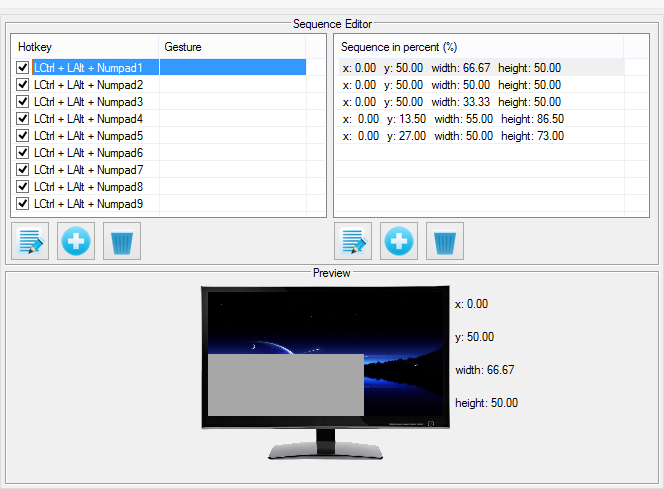 Sequence Editor
Hotkey Gesture
LCtrl + LAlt + Numpad1
LCtrl + LAlt + Numpad2
LCtrl + LAlt + Numpad3
LCtrl + LAlt + Numpad4
LCtrl + LAlt + Numpad5
LCtrl + LAlt + Numpad6
LCtrl + LAlt + Numpad7
LCtrl + LAlt + Numpad8
LCtrl + LAlt + Numpad9
Sequence in percent (%)
x: 0.00 y: 50.00 width: 66.67 height: 50.00
x: 0.00 y: 50.00 width: 50.00 height: 50.00
x: 0.00 y: 50.00 width: 33.33 height: 50.00
x: 0.00 y: 13.50 width: 55.00 height: 86.50
x: 0.00 y: 27.00 width: 50.00 height: 73.00
Preview
x: 0.00
y: 50.00
width: 66.67
height: 50.00